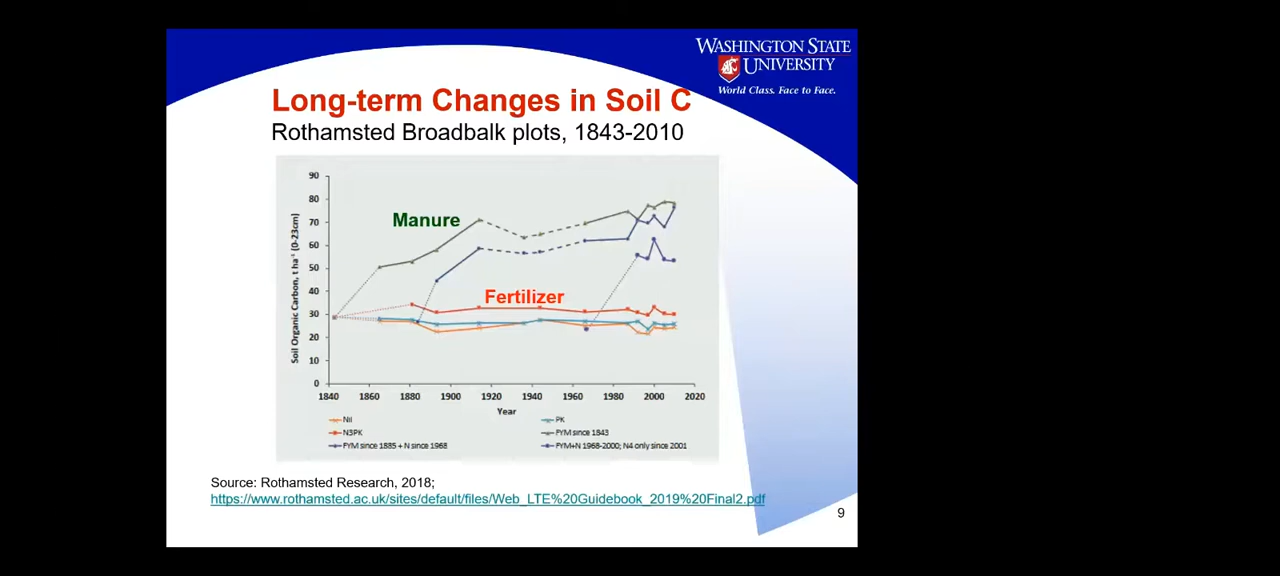 WASHINGTON STATE
UNIVERSITY
World Class. Face to Face.
Long-term Changes in Soil C
Rothamsted Broadbalk plots, 1843-2010
90
80
70
60
50
40
30
20
10
0
Soil Organic Carbon, t ha⁻¹ (0-23cm)
Manure
Fertilizer
1840 1860 1880 1900 1920 1940 1960 1980 2000 2020
Year
Nil PK
N3PK FYM since 1843
FYM since 1885 + N since 1968 FYM+N 1968-2000; N4 only since 2001
Source: Rothamsted Research, 2018;
https://www.rothamsted.ac.uk/sites/default/files/Web_LTE%20Guidebook_2019%20Final2.pdf
9